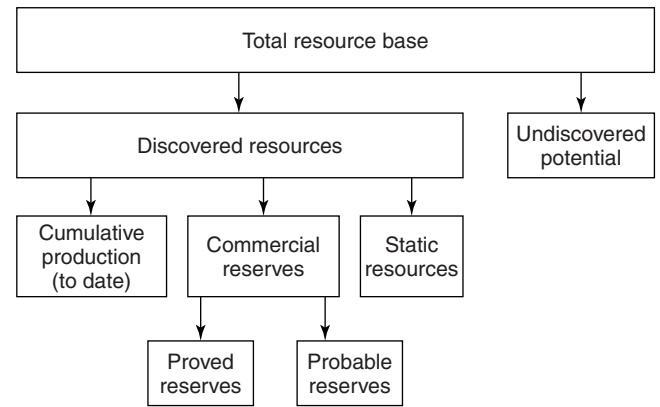 Total resource base
Discovered resources
Undiscovered
potential
Cumulative
production
(to date)
Commercial
reserves
Static
resources
Proved
reserves
Probable
reserves